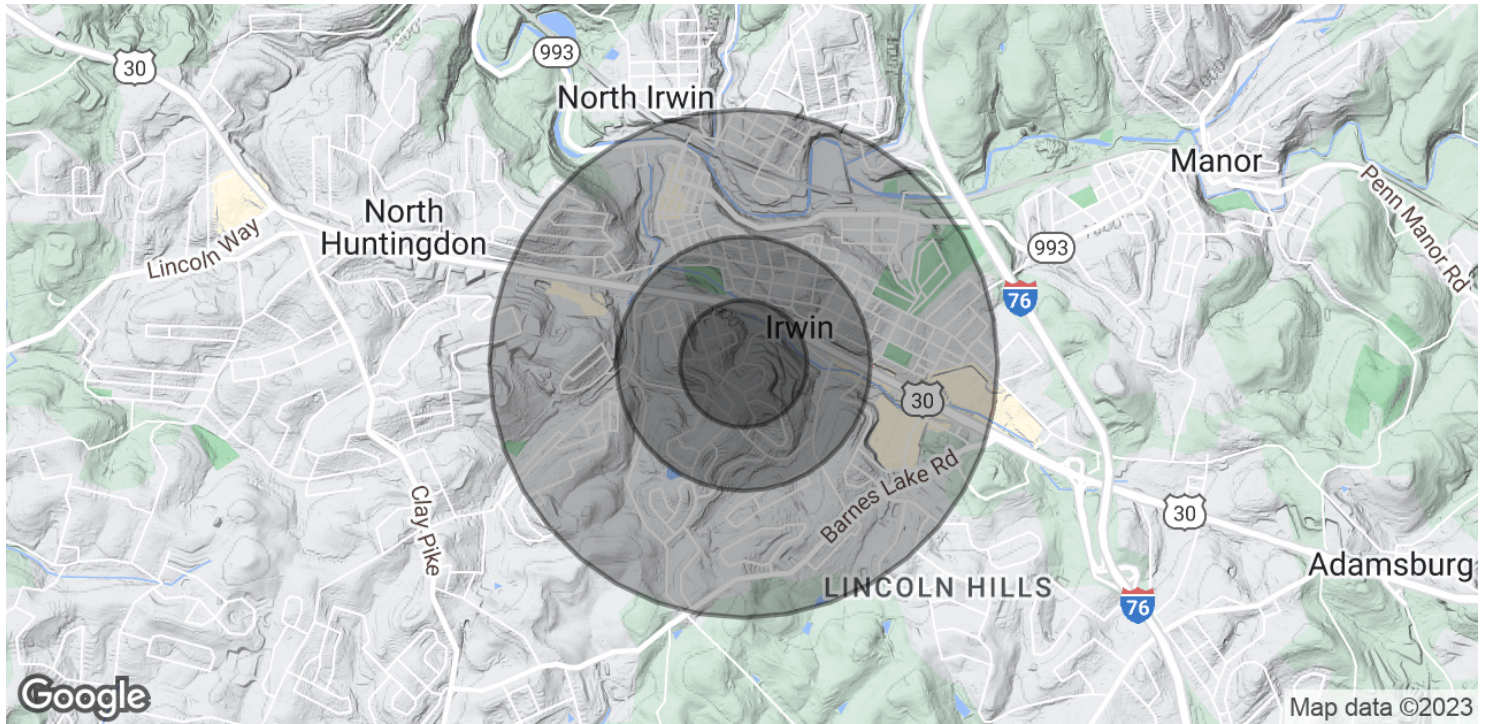 30
993
North Irwin
Manor
Penn Manor Rd
North
Huntingdon
Lincoln Way
993
76
Irwin
30
Barnes Lake Rd
Clay Pike
30
Adamsburg
LINCOLN HILLS
76
Google
Map data ©2023